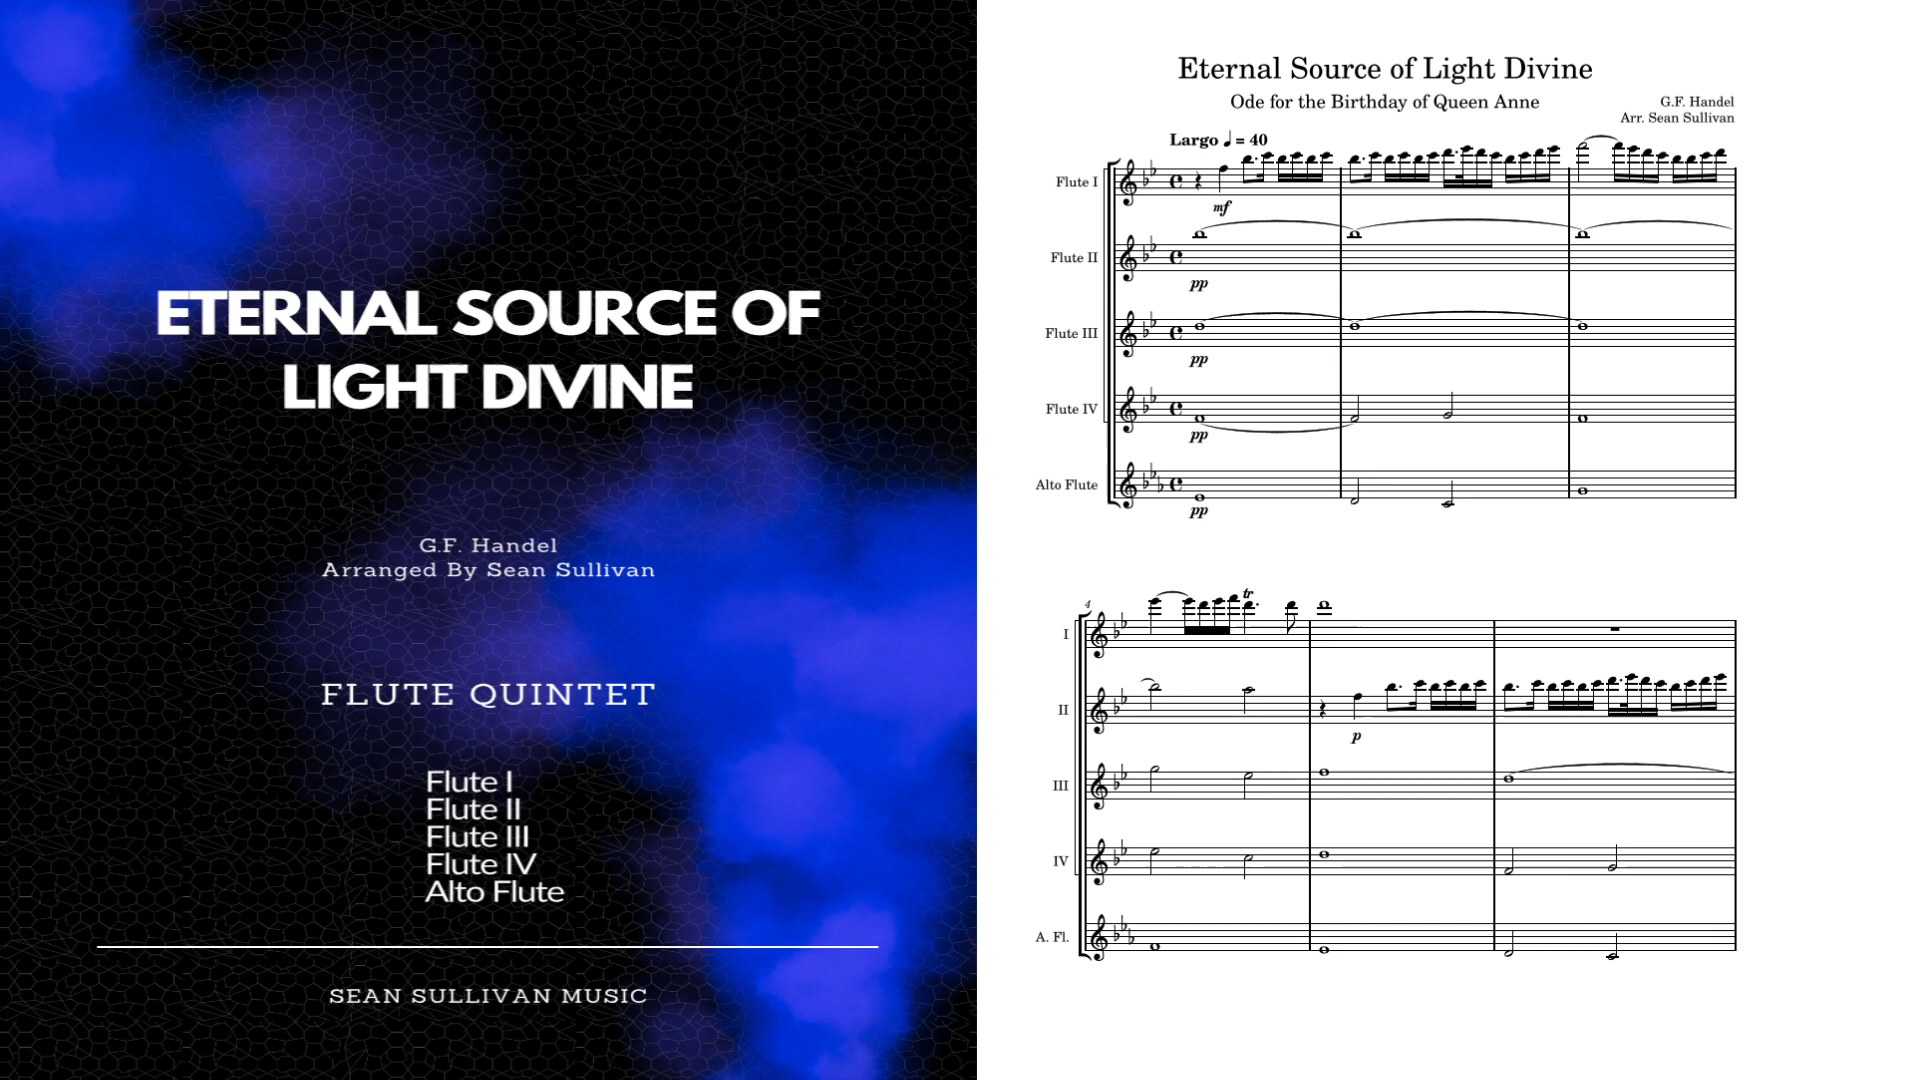 ETERNAL SOURCE OF
LIGHT DIVINE
G.F. Handel
Arranged By Sean Sullivan
FLUTE QUINTET
Flute I
Flute II
Flute III
Flute IV
Alto Flute
SEAN SULLIVAN MUSIC
Eternal Source of Light Divine
Ode for the Birthday of Queen Anne
G.F. Handel
Arr. Sean Sullivan
Largo ♩ = 40
Flute I
mf
Flute II
pp
Flute III
pp
Flute IV
pp
Alto Flute
pp
4
tr
I
II
p
III
IV
A. Fl.